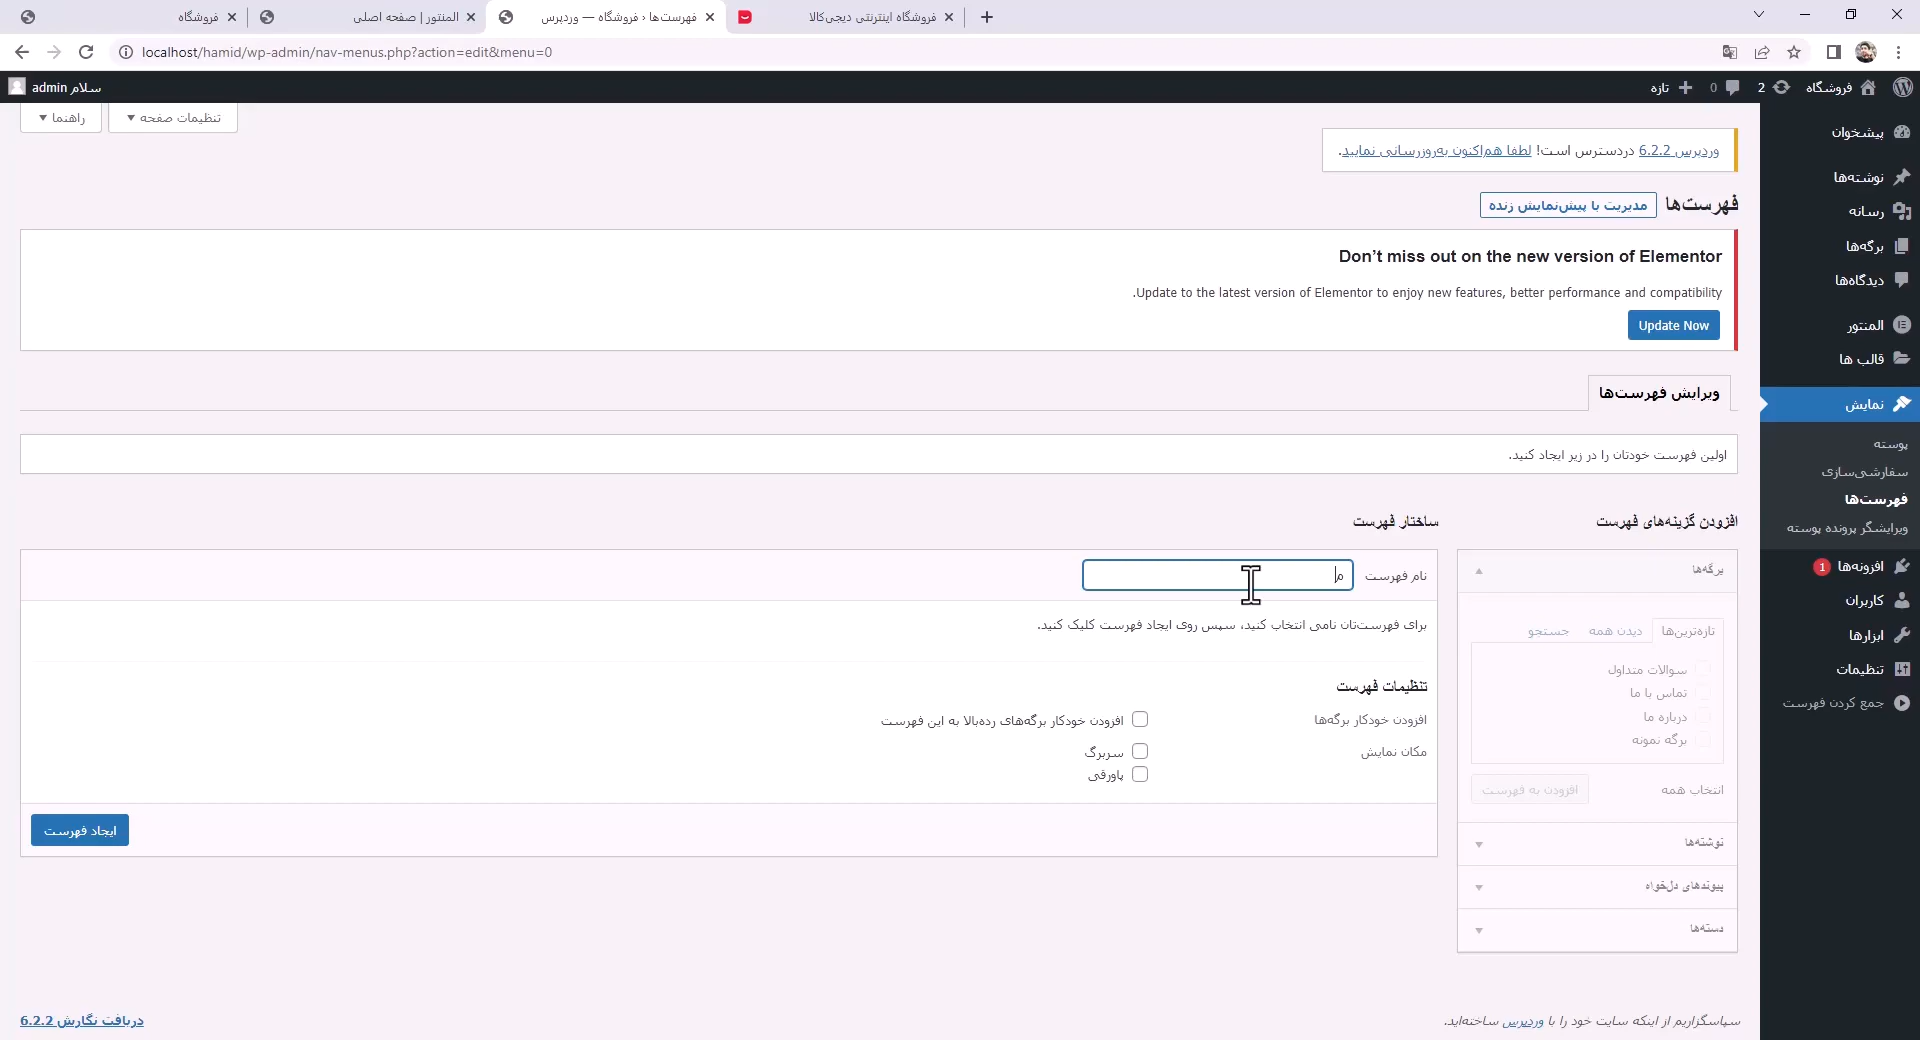 فروشگاه
المنتور | صفحه اصلی
فهرست‌ها ‹ فروشگاه — وردپرس
فروشگاه اینترنتی دیجی‌کالا
localhost/hamid/wp-admin/nav-menus.php?action=edit&menu=0
فروشگاه
2
0
تازه
سلام admin
تنظیمات صفحه
راهنما
وردپرس 6.2.2 دردسترس است! لطفا هم‌اکنون به‌روزرسانی نمایید.
فهرست‌ها
مدیریت با پیش‌نمایش زنده
Don’t miss out on the new version of Elementor
Update to the latest version of Elementor to enjoy new features, better performance and compatibility.
Update Now
ویرایش فهرست‌ها
اولین فهرست خودتان را در زیر ایجاد کنید.
افزودن گزینه‌های فهرست
برگه‌ها
تازه‌ترین‌ها
دیدن همه
جستجو
سوالات متداول
تماس با ما
درباره ما
برگه نمونه
انتخاب همه
افزودن به فهرست
نوشته‌ها
پیوندهای دلخواه
دسته‌ها
ساختار فهرست
نام فهرست
م
برای فهرست‌تان نامی انتخاب کنید، سپس روی ایجاد فهرست کلیک کنید.
تنظیمات فهرست
افزودن خودکار برگه‌ها
افزودن خودکار برگه‌های رده‌بالا به این فهرست
مکان نمایش
سربرگ
پاورقی
ایجاد فهرست
سپاسگزاریم از اینکه سایت خود را با وردپرس ساخته‌اید.
دریافت نگارش 6.2.2
پیشخوان
نوشته‌ها
رسانه
برگه‌ها
دیدگاه‌ها
المنتور
قالب ها
نمایش
پوسته
سفارشی‌سازی
فهرست‌ها
ویرایشگر پرونده پوسته
افزونه‌ها 1
کاربران
ابزارها
تنظیمات
جمع کردن فهرست